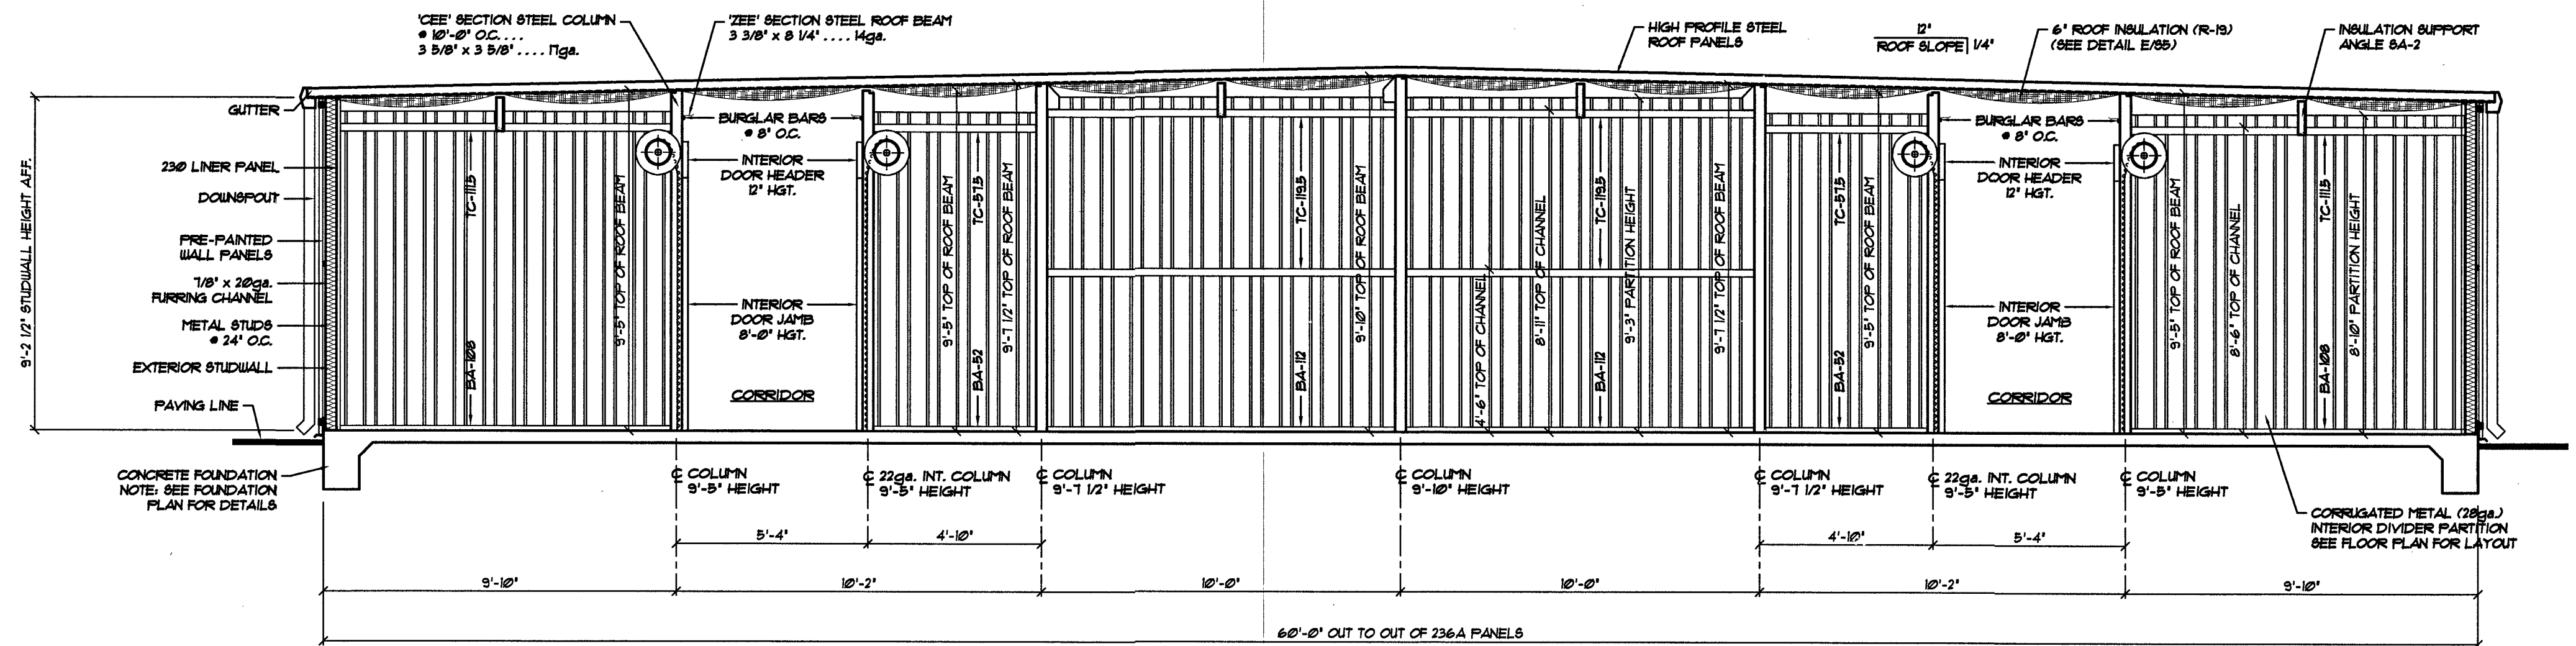 'CEE' SECTION STEEL COLUMN
@ 10'-0" O.C. . . .
3 5/8" x 3 5/8" . . . . 17ga.
'ZEE' SECTION STEEL ROOF BEAM
3 3/8" x 8 1/4" . . . . 14ga.
HIGH PROFILE STEEL
ROOF PANELS
12"
ROOF SLOPE 1/4"
6" ROOF INSULATION (R-19)
(SEE DETAIL E/S5)
INSULATION SUPPORT
ANGLE SA-2
9'-2 1/2" STUDWALL HEIGHT AFF.
GUTTER
230 LINER PANEL
DOWNSPOUT
PRE-PAINTED
WALL PANELS
7/8" x 20ga.
FURRING CHANNEL
METAL STUDS
@ 24" O.C.
EXTERIOR STUDWALL
PAVING LINE
CONCRETE FOUNDATION
NOTE: SEE FOUNDATION
PLAN FOR DETAILS
TC-111.5
BA-108
9'-5" TOP OF ROOF BEAM
BURGLAR BARS
@ 8" O.C.
INTERIOR
DOOR HEADER
12" HGT.
INTERIOR
DOOR JAMB
8'-0" HGT.
CORRIDOR
9'-5" TOP OF ROOF BEAM
TC-57.5
BA-52
9'-7 1/2" TOP OF ROOF BEAM
TC-119.5
BA-112
9'-10" TOP OF ROOF BEAM
4'-6" TOP OF CHANNEL
8'-11" TOP OF CHANNEL
TC-119.5
BA-112
9'-3" PARTITION HEIGHT
9'-7 1/2" TOP OF ROOF BEAM
TC-57.5
BA-52
9'-5" TOP OF ROOF BEAM
BURGLAR BARS
@ 8" O.C.
INTERIOR
DOOR HEADER
12" HGT.
INTERIOR
DOOR JAMB
8'-0" HGT.
CORRIDOR
9'-5" TOP OF ROOF BEAM
8'-6" TOP OF CHANNEL
TC-111.5
BA-108
8'-10" PARTITION HEIGHT
℄ COLUMN
9'-5" HEIGHT
℄ 22ga. INT. COLUMN
9'-5" HEIGHT
℄ COLUMN
9'-7 1/2" HEIGHT
℄ COLUMN
9'-10" HEIGHT
℄ COLUMN
9'-7 1/2" HEIGHT
℄ 22ga. INT. COLUMN
9'-5" HEIGHT
℄ COLUMN
9'-5" HEIGHT
CORRUGATED METAL (28ga.)
INTERIOR DIVIDER PARTITION
SEE FLOOR PLAN FOR LAYOUT
5'-4" 4'-10" 4'-10" 5'-4"
9'-10" 10'-2" 10'-0" 10'-0" 10'-2" 9'-10"
60'-0" OUT TO OUT OF 236A PANELS